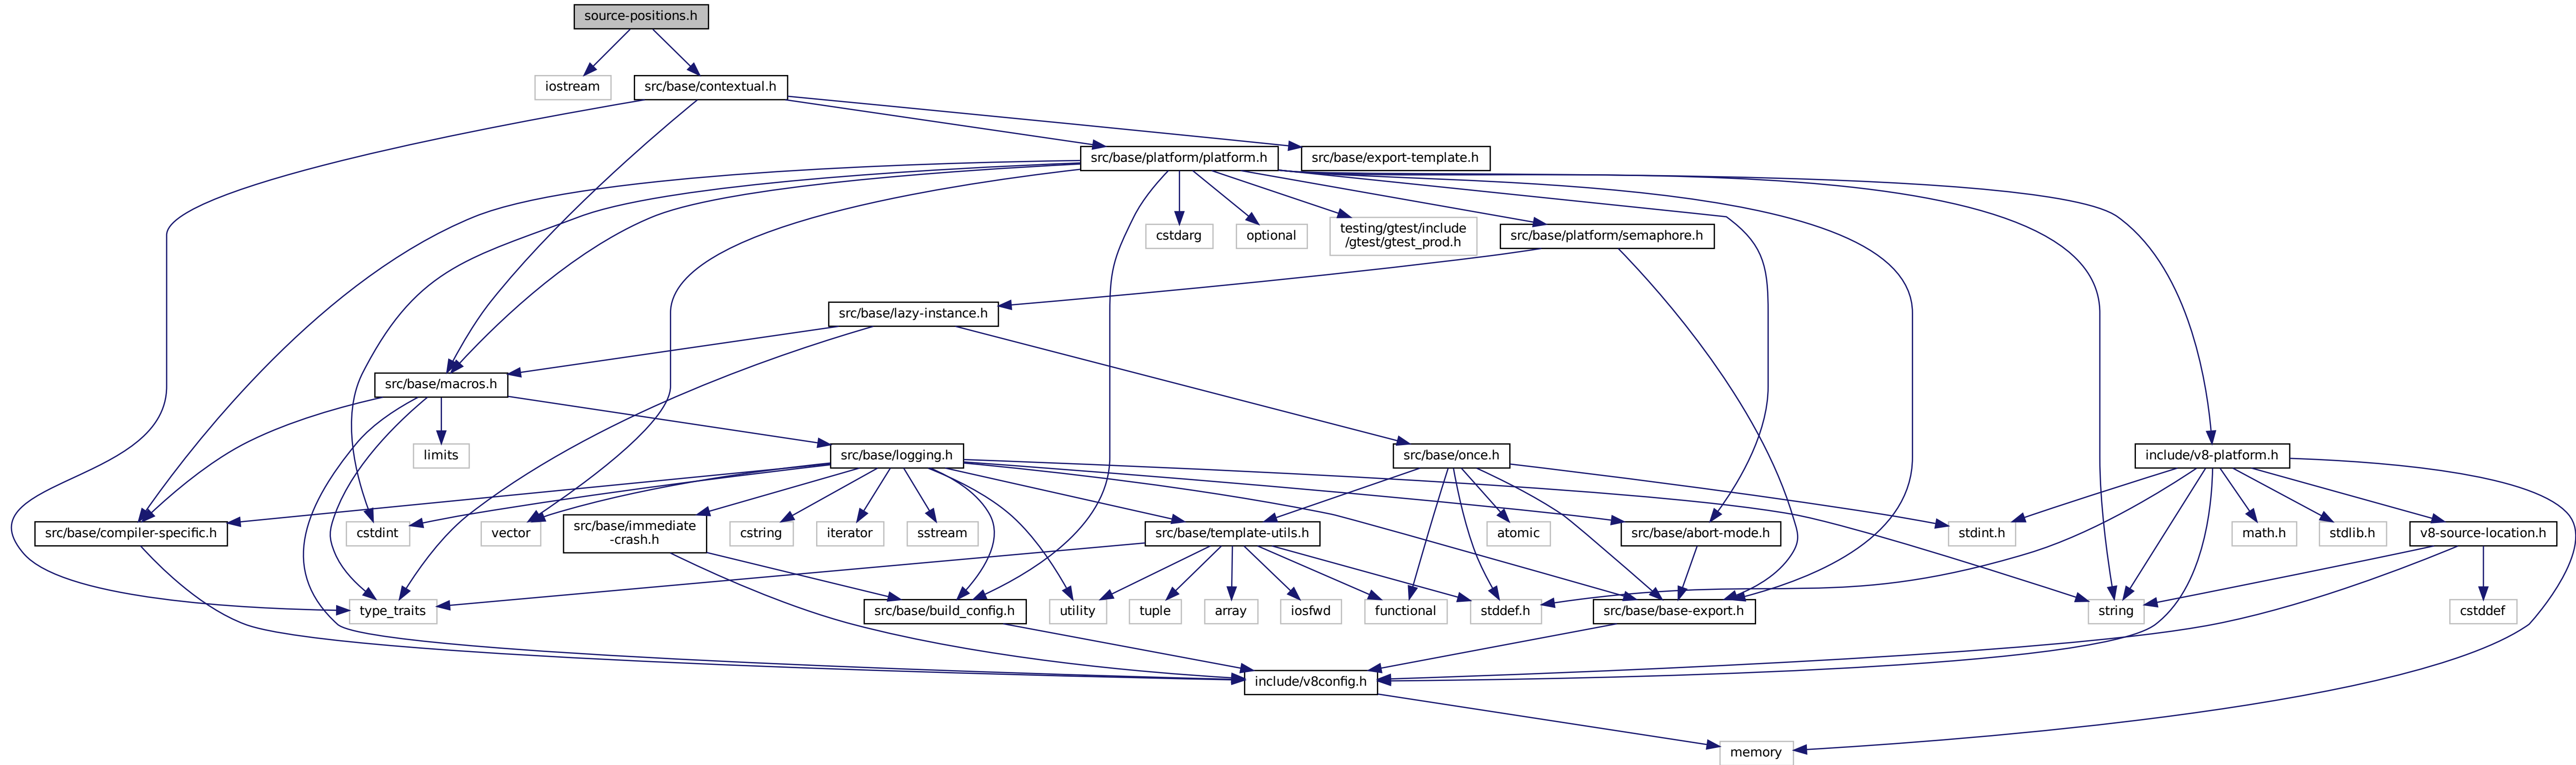 source-positions.h
iostream
src/base/contextual.h
src/base/platform/platform.h
src/base/export-template.h
cstdarg
optional
testing/gtest/include
/gtest/gtest_prod.h
src/base/platform/semaphore.h
src/base/lazy-instance.h
src/base/macros.h
limits
src/base/logging.h
src/base/once.h
include/v8-platform.h
src/base/compiler-specific.h
cstdint
vector
src/base/immediate
-crash.h
cstring
iterator
sstream
src/base/template-utils.h
atomic
src/base/abort-mode.h
stdint.h
math.h
stdlib.h
v8-source-location.h
type_traits
src/base/build_config.h
utility
tuple
array
iosfwd
functional
stddef.h
src/base/base-export.h
string
cstddef
include/v8config.h
memory